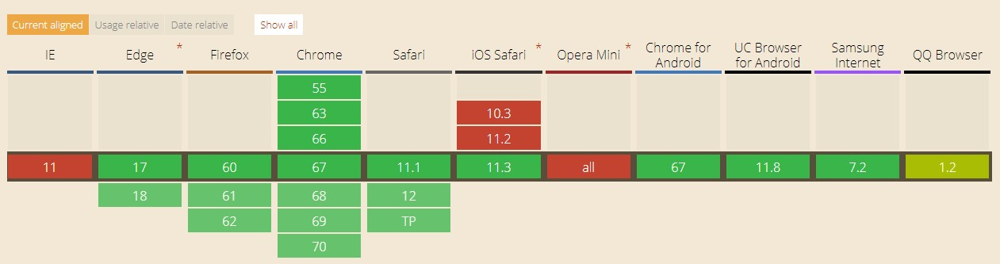 Current aligned Usage relative Date relative Show all
IE Edge * Firefox Chrome Safari iOS Safari * Opera Mini * Chrome for Android UC Browser for Android Samsung Internet QQ Browser
55
63 10.3
66 11.2
11 17 60 67 11.1 11.3 all 67 11.8 7.2 1.2
18 61 68 12
62 69 TP
70